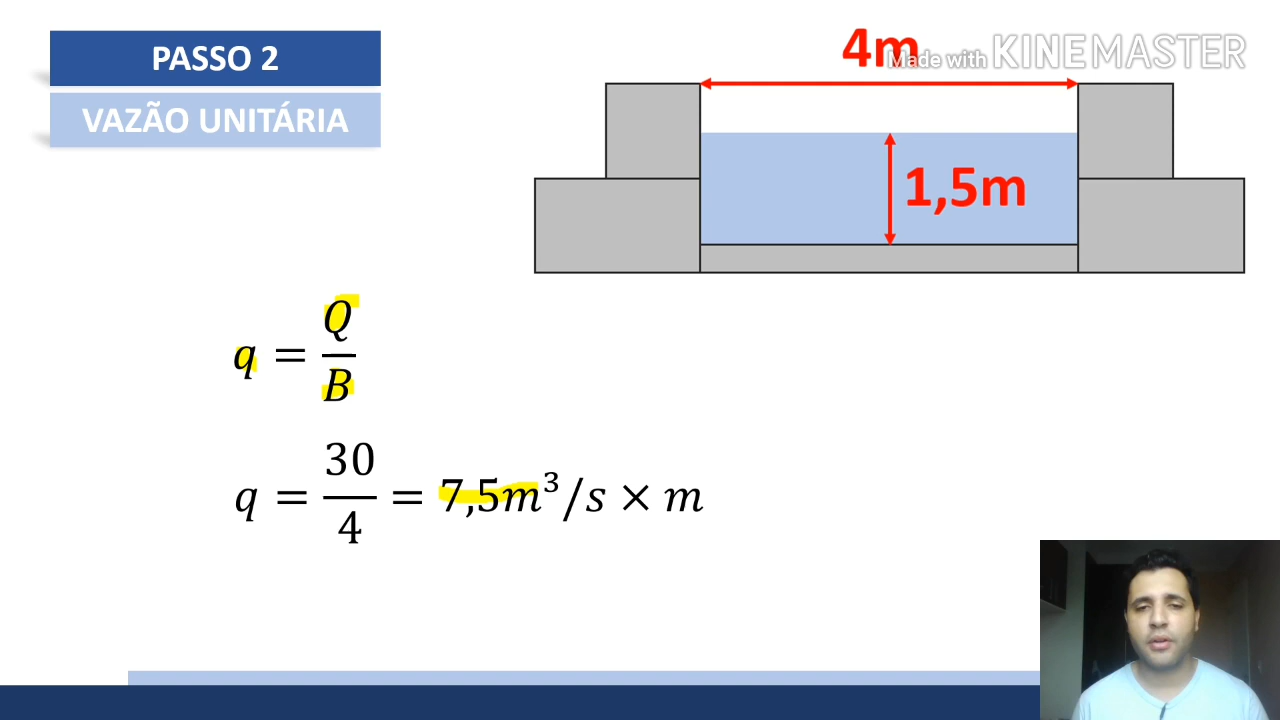 PASSO 2
VAZÃO UNITÁRIA
4m
Made with KINEMASTER
1,5m
q = Q/B
q = 30/4 = 7,5m³/s × m